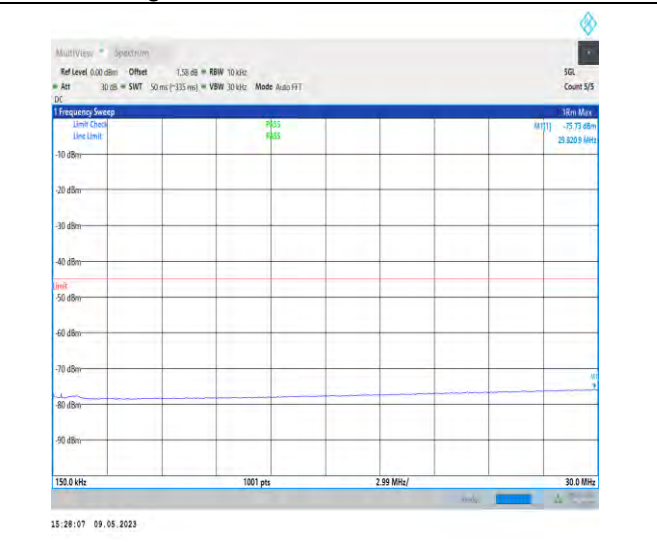 MultiView Spectrum
Ref Level 0.00 dBm Offset 1.58 dB RBW 10 kHz SGL
Att 30 dB SWT 50 ms (~335 ms) VBW 30 kHz Mode Auto FFT Count 5/5
DC
1 Frequency Sweep 1Rm Max
Limit Check PASS M1[1] -75.73 dBm
Line Limit PASS
-10 dBm
-20 dBm
-30 dBm
-40 dBm
Limit
-50 dBm
-60 dBm
-70 dBm
M1
-80 dBm
-90 dBm
150.0 kHz 1001 pts 2.99 MHz/ 30.0 MHz
15:28:07 09.05.2023